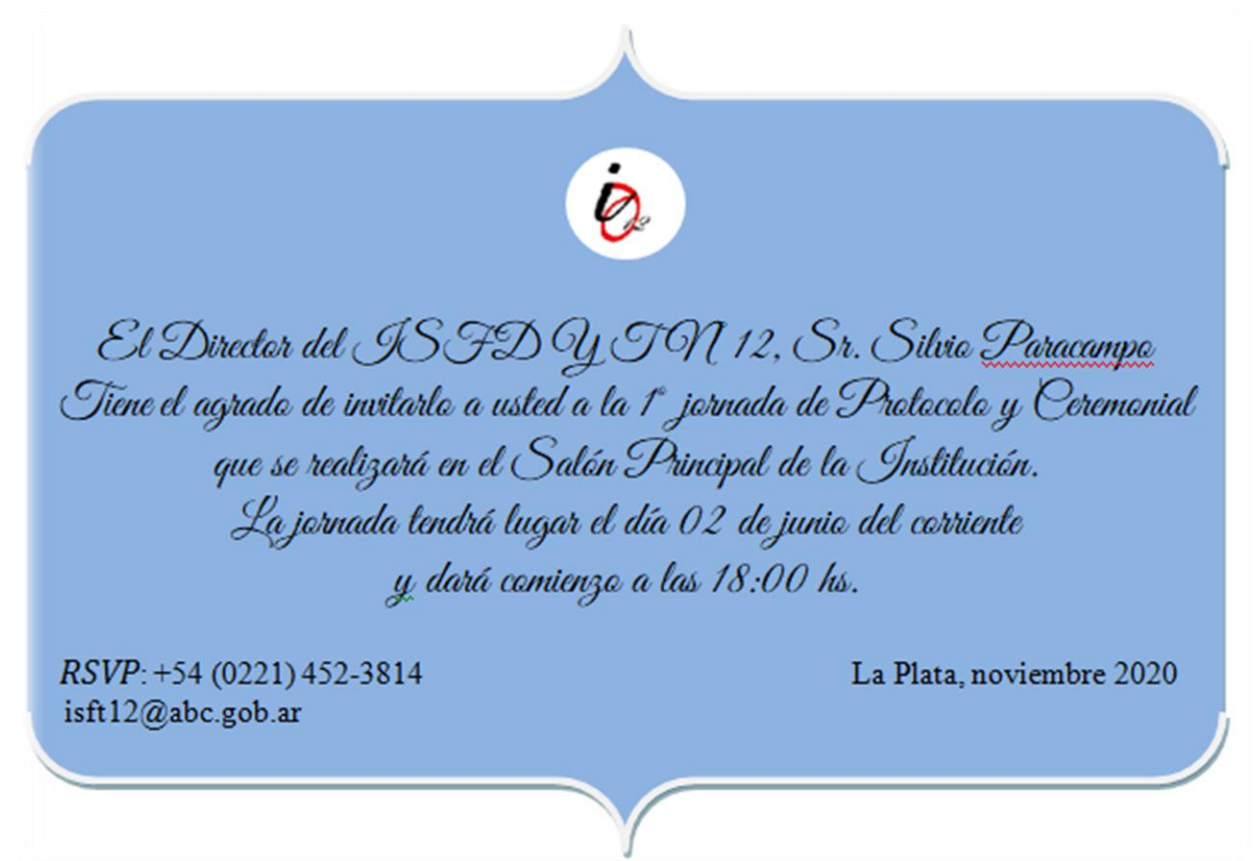 i 12
El Director del ISFD Y T Nº 12, Sr. Silvio Paracampo
Tiene el agrado de invitarlo a usted a la 1° jornada de Protocolo y Ceremonial
que se realizará en el Salón Principal de la Institución.
La jornada tendrá lugar el día 02 de junio del corriente
y dará comienzo a las 18:00 hs.
RSVP: +54 (0221) 452-3814
La Plata, noviembre 2020
isft12@abc.gob.ar